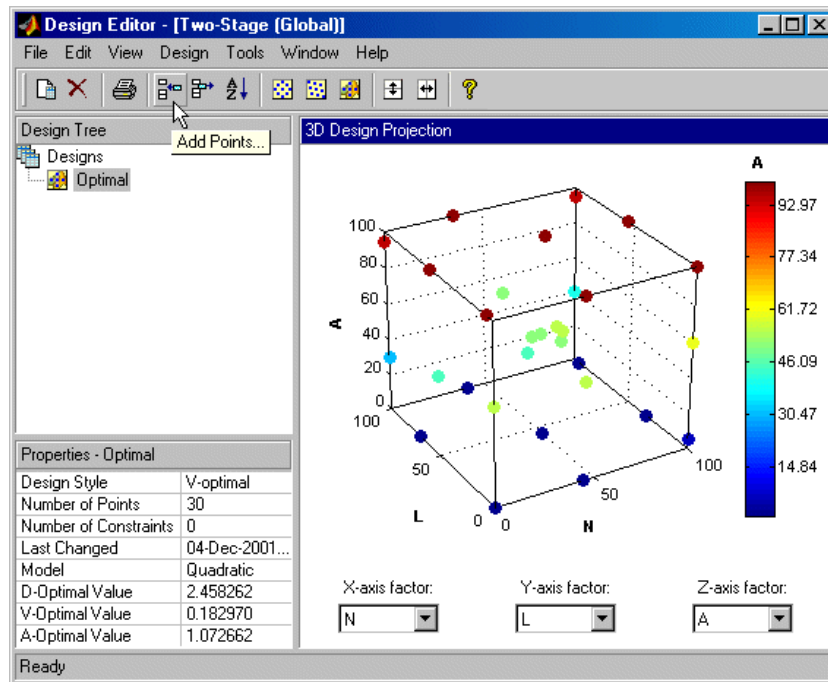 Design Editor - [Two-Stage (Global)]
File Edit View Design Tools Window Help
Add Points...
Design Tree
Designs
Optimal
Properties - Optimal
Design Style V-optimal
Number of Points 30
Number of Constraints 0
Last Changed 04-Dec-2001...
Model Quadratic
D-Optimal Value 2.458262
V-Optimal Value 0.182970
A-Optimal Value 1.072662
3D Design Projection
A
100
80
60
40
20
0
A
100
50
0
L
0
50
100
N
92.97
77.34
61.72
46.09
30.47
14.84
X-axis factor: Y-axis factor: Z-axis factor:
N L A
Ready